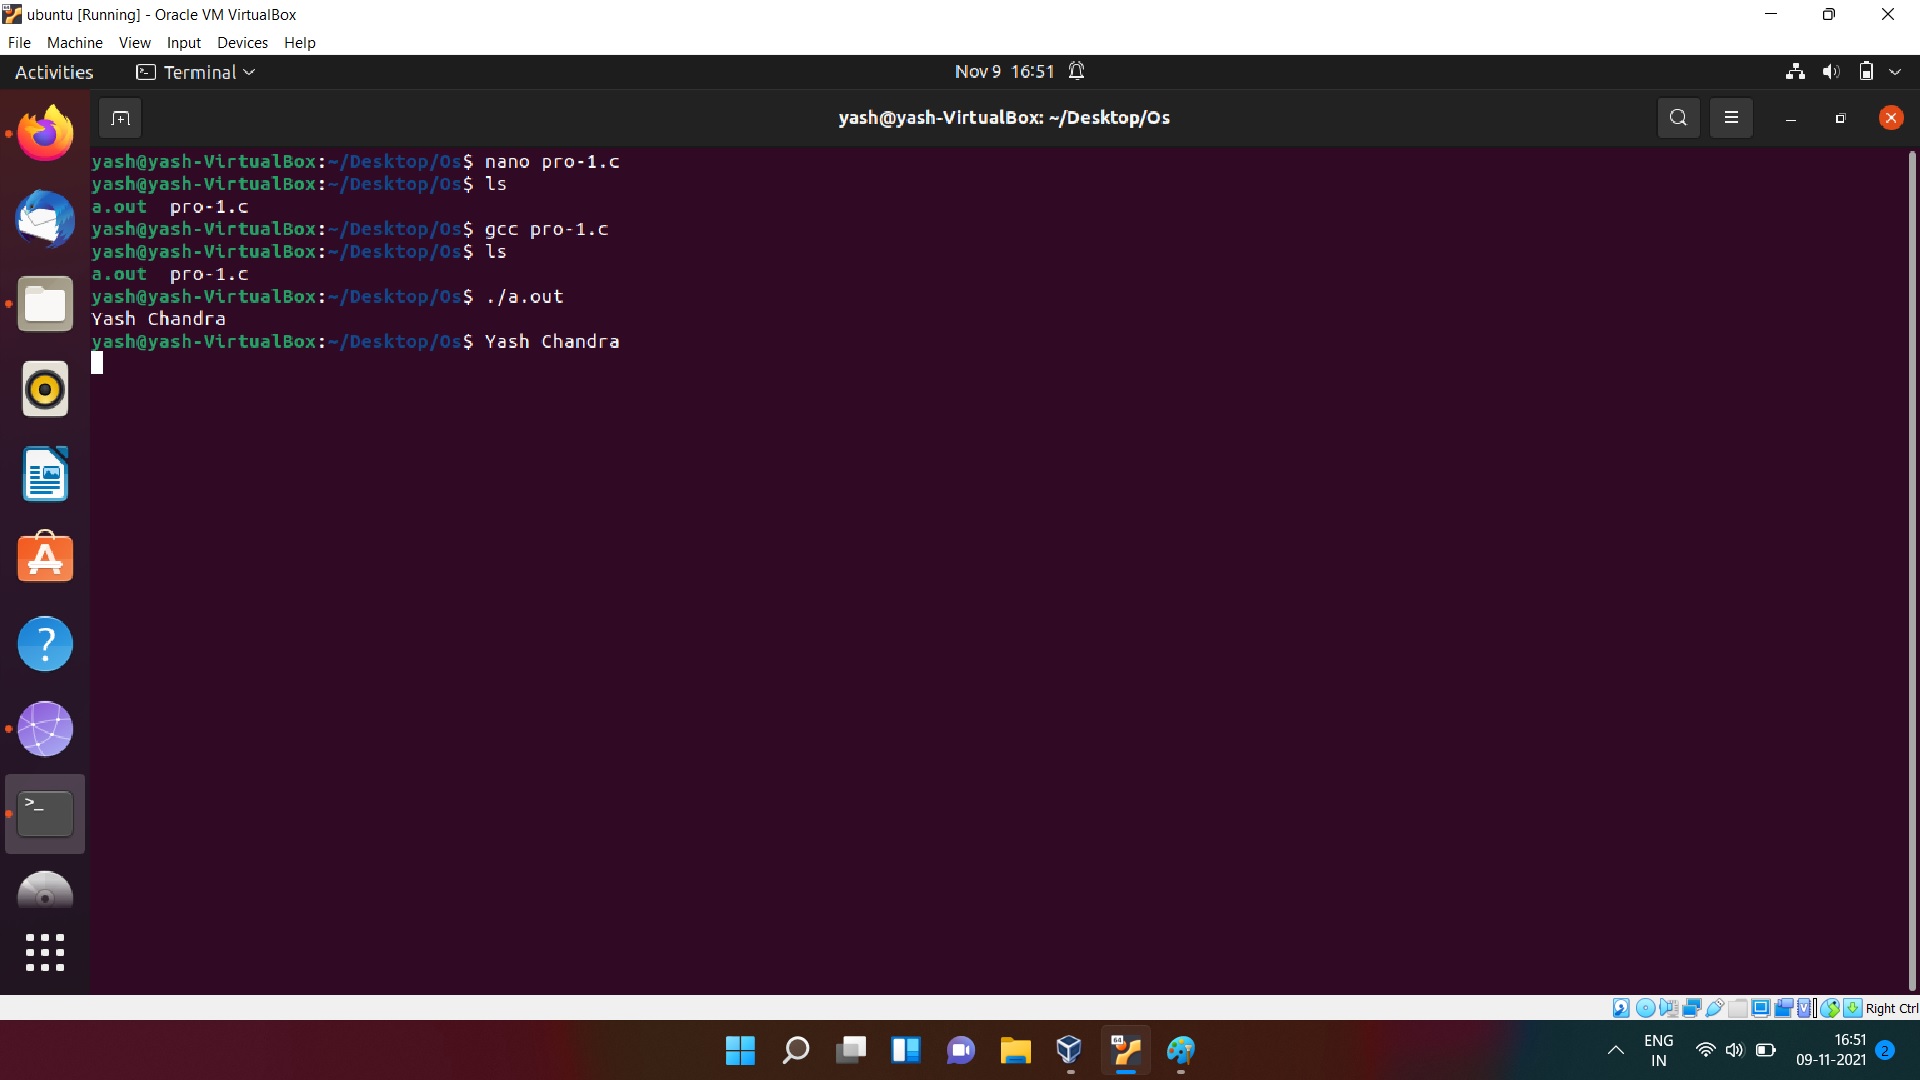 ubuntu [Running] - Oracle VM VirtualBox
File Machine View Input Devices Help
Activities Terminal Nov 9 16:51
yash@yash-VirtualBox: ~/Desktop/Os
yash@yash-VirtualBox:~/Desktop/Os$ nano pro-1.c
yash@yash-VirtualBox:~/Desktop/Os$ ls
a.out pro-1.c
yash@yash-VirtualBox:~/Desktop/Os$ gcc pro-1.c
yash@yash-VirtualBox:~/Desktop/Os$ ls
a.out pro-1.c
yash@yash-VirtualBox:~/Desktop/Os$ ./a.out
Yash Chandra
yash@yash-VirtualBox:~/Desktop/Os$ Yash Chandra
Right Ctrl
64
ENG
IN
16:51
09-11-2021
2